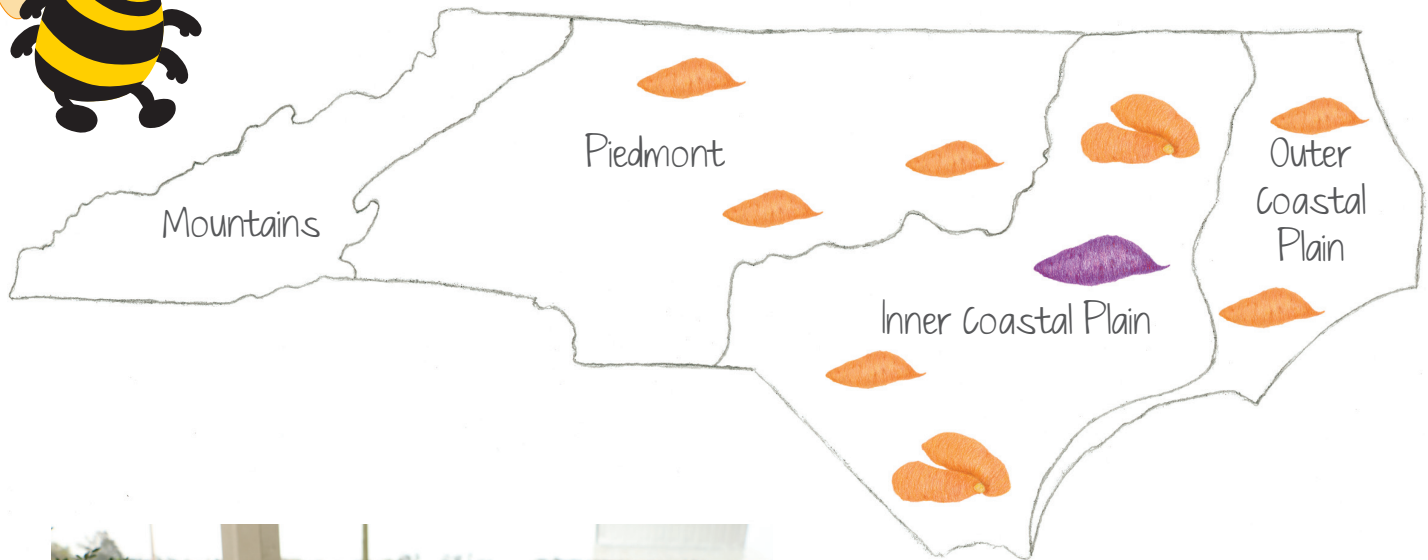 Piedmont
Mountains
Outer
Coastal
Plain
Inner Coastal Plain